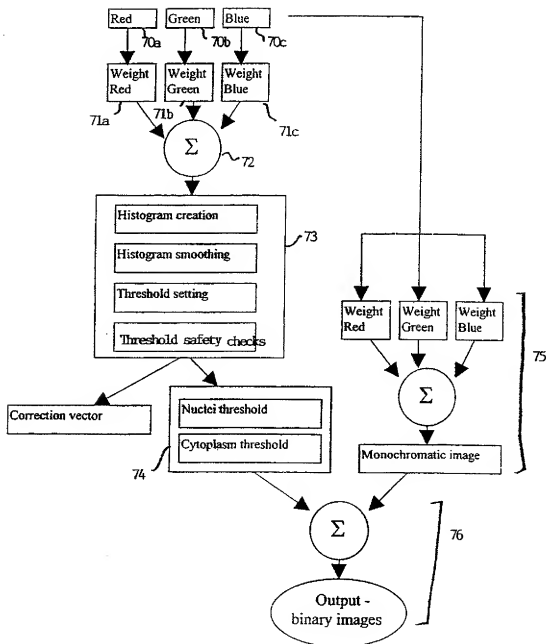 Red Green Blue
70a 70b 70c
Weight Red
Weight Green
Weight Blue
71a 71b 71c
Σ
72
Histogram creation
73
Histogram smoothing
Threshold setting
Threshold safety checks
Weight Red
Weight Green
Weight Blue
75
Σ
Correction vector
Nuclei threshold
Cytoplasm threshold
74
Monochromatic image
Σ
76
Output -
binary images